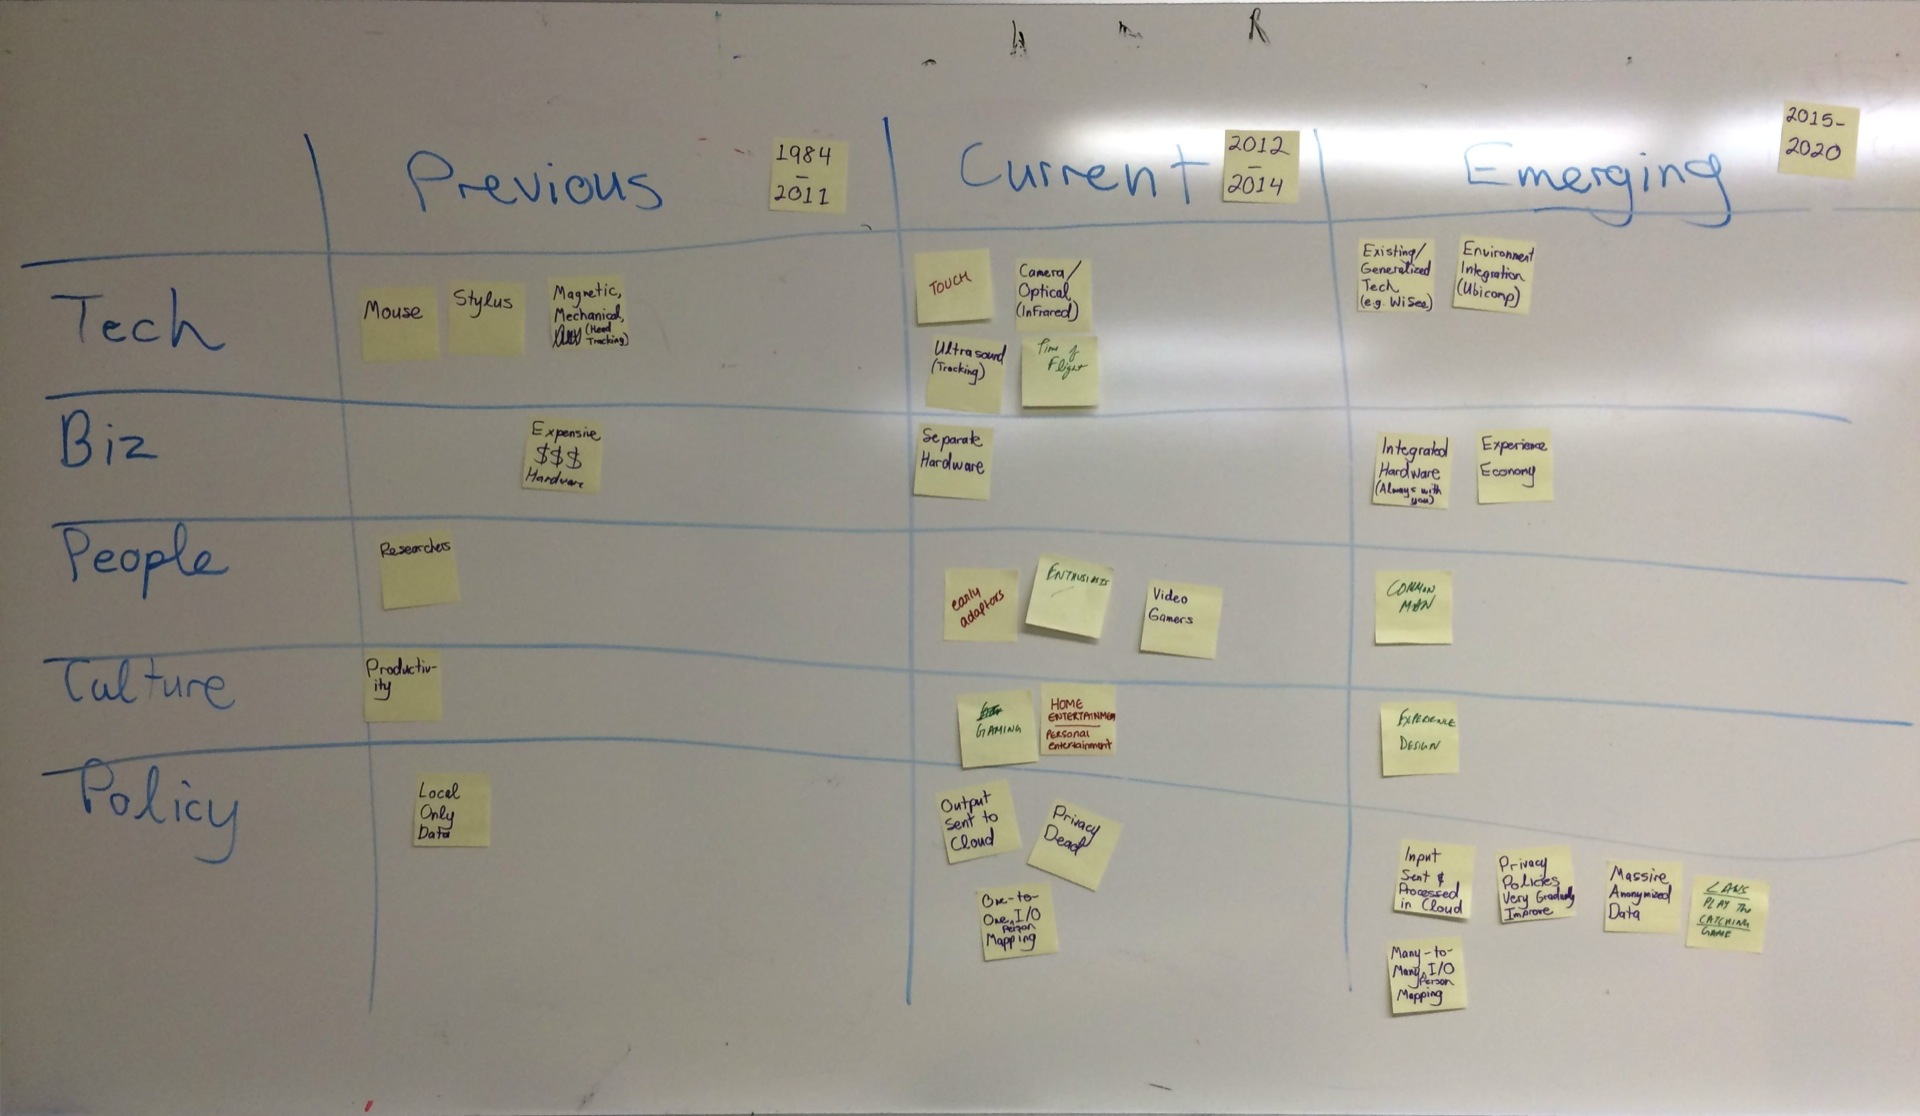 Previous
1984
-
2011
Current
2012
-
2014
Emerging
2015-
2020
Tech
Mouse
Stylus
Magnetic,
Mechanical,
(Head
Tracking)
TOUCH
Camera/
Optical
(InFrared)
Ultrasound
(Tracking)
Time of
Flight
Existing/
Generalized
Tech
(e.g. WiSee)
Environment
Integration
(Ubicomp)
Biz
Expensive
$$$
Hardware
Separate
Hardware
Integrated
Hardware
(Always with
you)
Experience
Economy
People
Researchers
early
adaptors
ENTHUSIASTS
Video
Gamers
COMMON
MAN
Culture
Productiv-
ity
GAMING
HOME
ENTERTAINMEN
PERSONAL
entertainment
EXPERIENCE
DESIGN
Policy
Local
Only
Data
Output
Sent to
Cloud
Privacy
Dead
One-to-
One I/O
Person
Mapping
Input
Sent &
Processed
in Cloud
Privacy
Policies
Very Gradually
Improve
Massive
Anonymized
Data
LAWS
PLAY THE
CATCHING
GAME
Many-to-
Many I/O
Person
Mapping